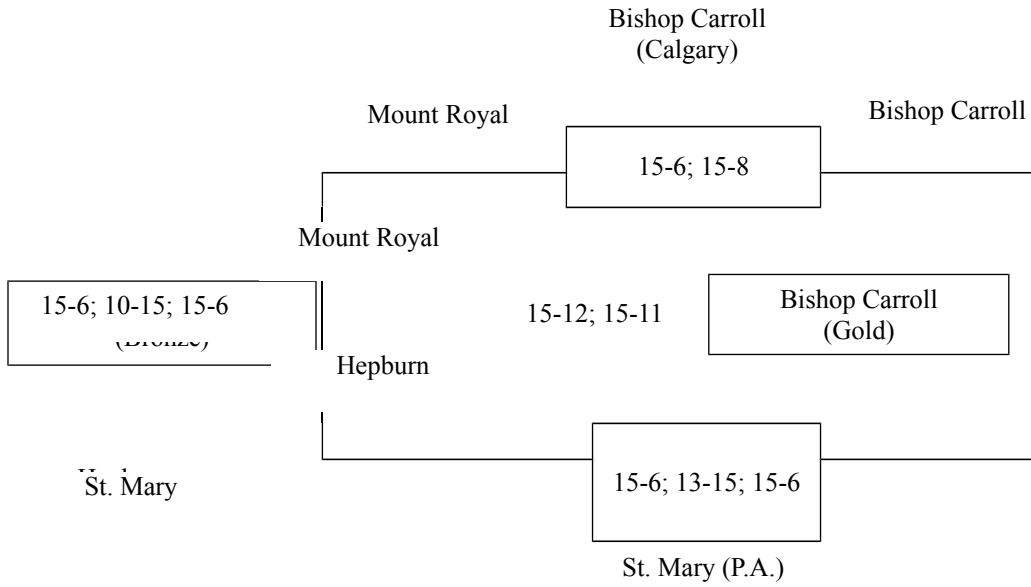 Bishop Carroll
(Calgary)
Mount Royal
Bishop Carroll
15-6; 15-8
Mount Royal
15-6; 10-15; 15-6
15-12; 15-11
Bishop Carroll
(Gold)
(Bronze)
Hepburn
St. Mary
15-6; 13-15; 15-6
St. Mary (P.A.)